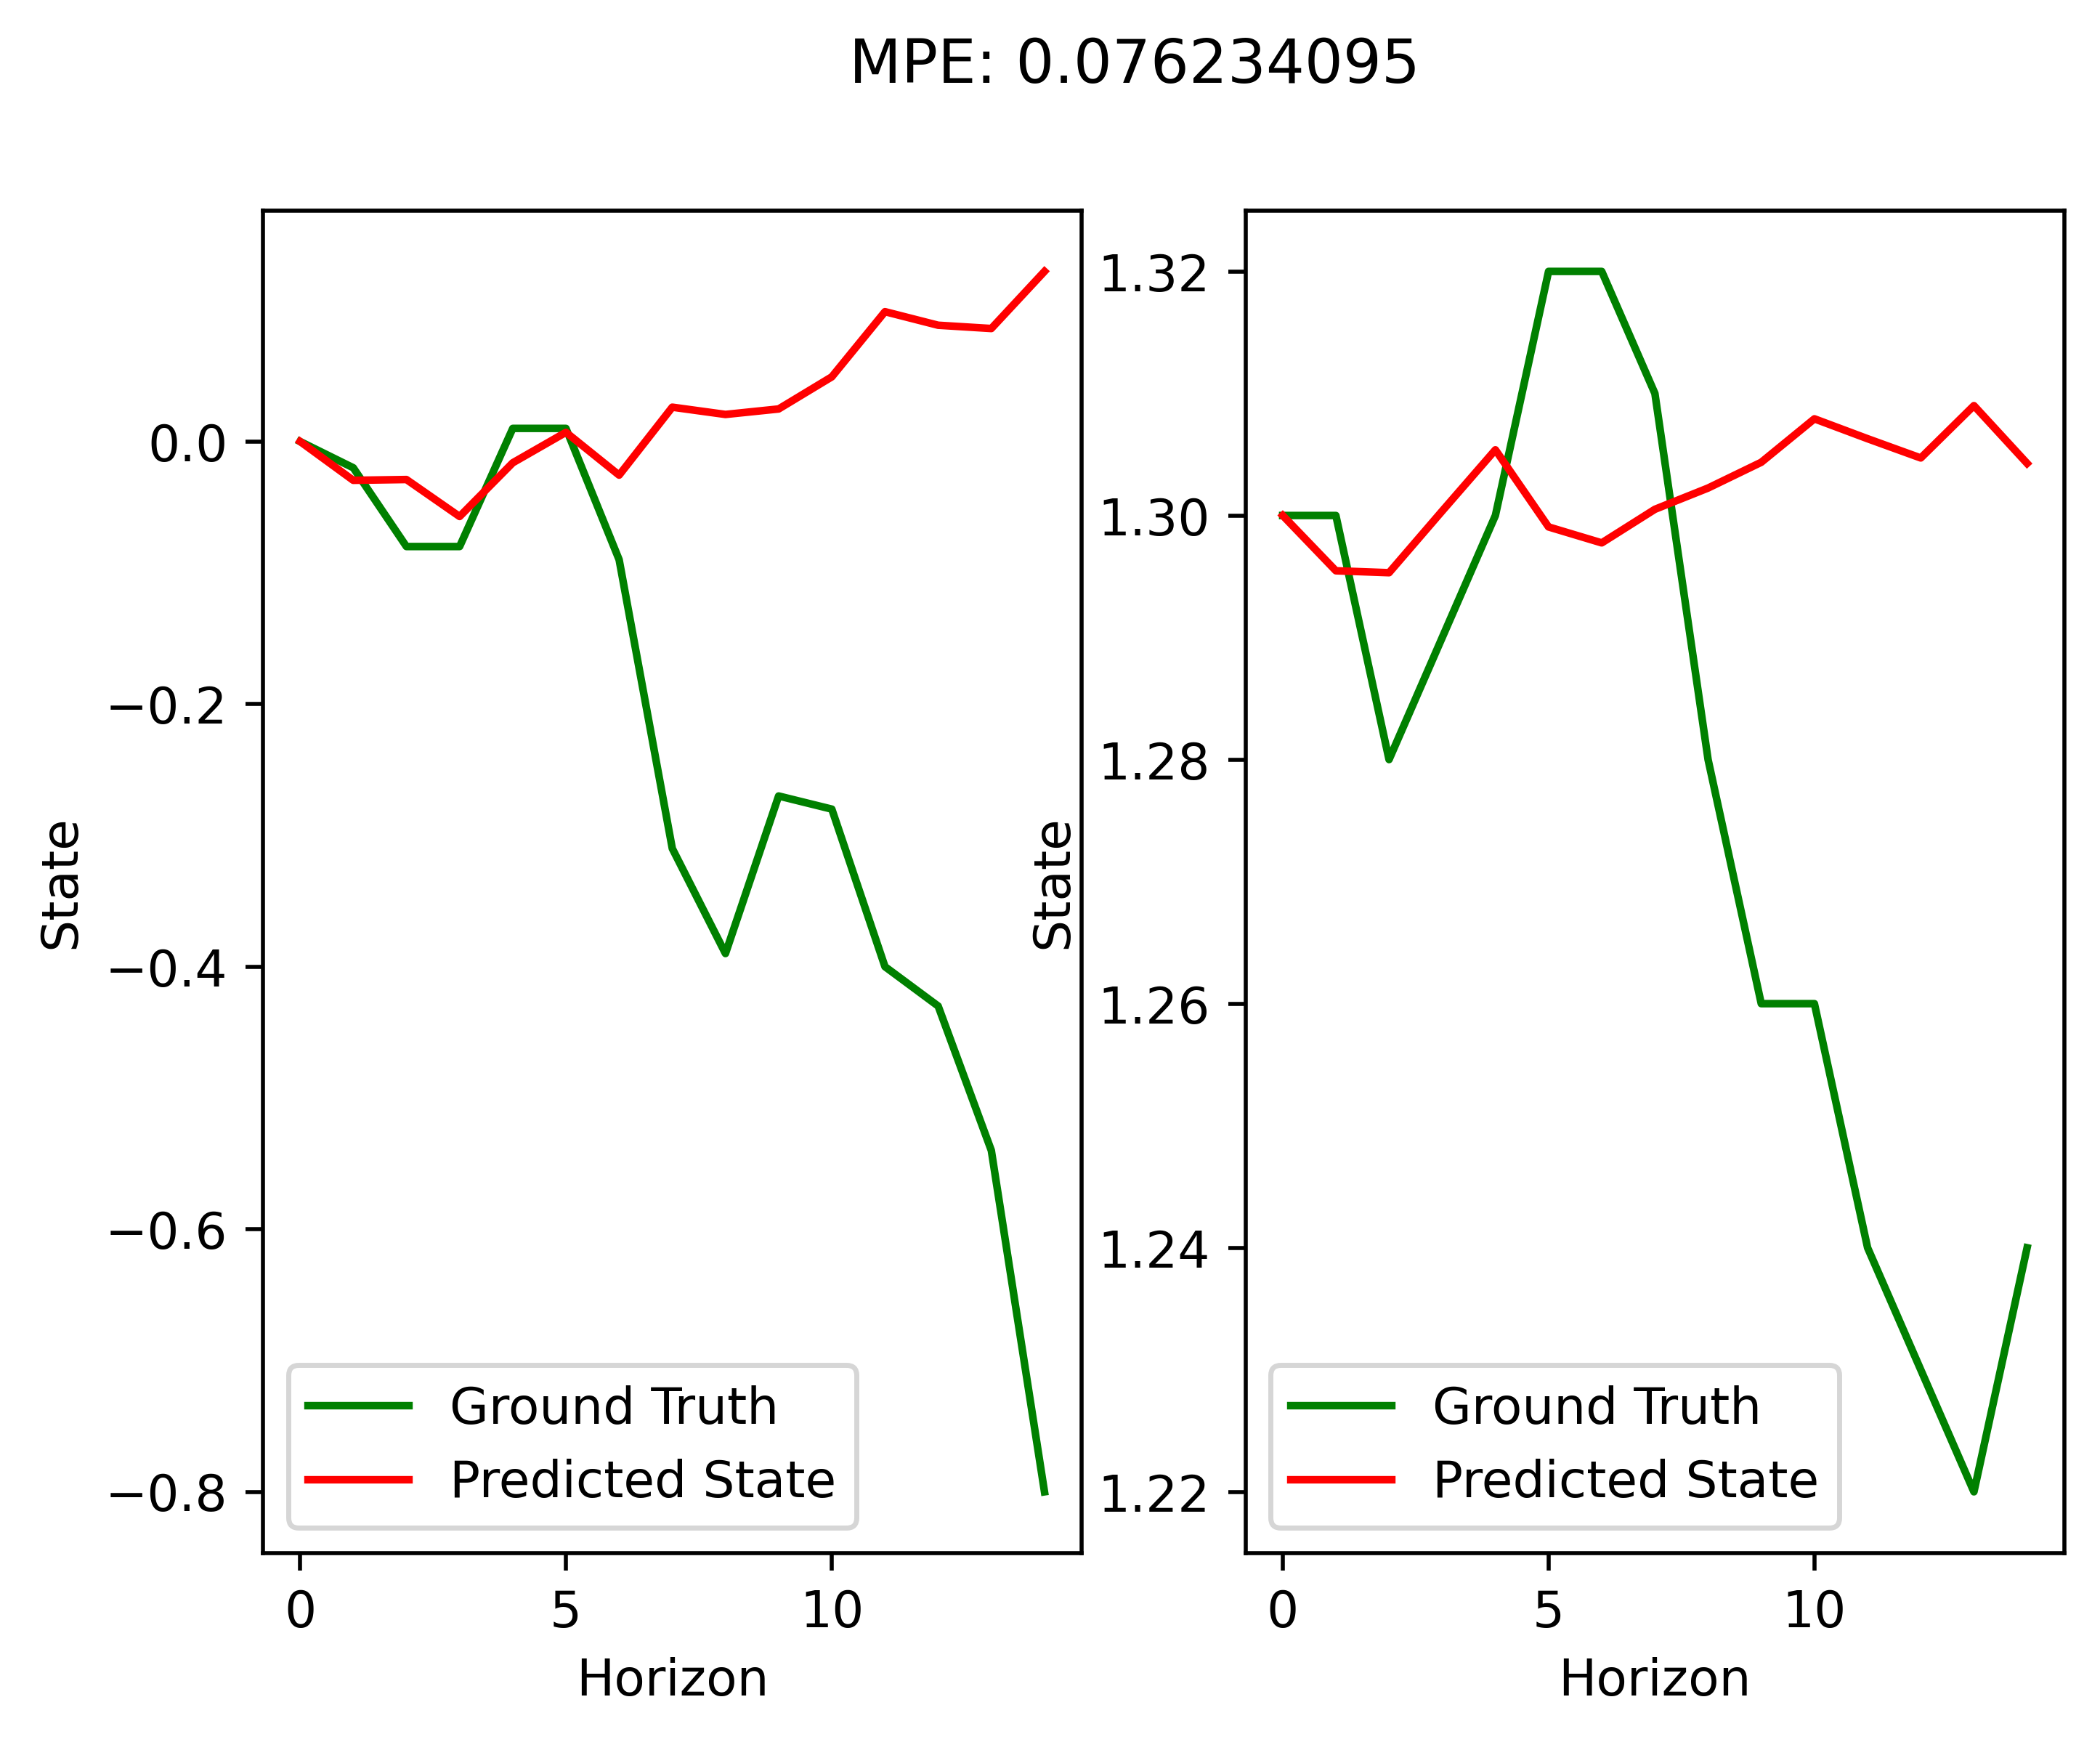 MPE: 0.076234095
0.0
−0.2
−0.4
−0.6
−0.8
State
0 5 10
Horizon
Ground Truth
Predicted State
1.32
1.30
1.28
1.26
1.24
1.22
State
0 5 10
Horizon
Ground Truth
Predicted State